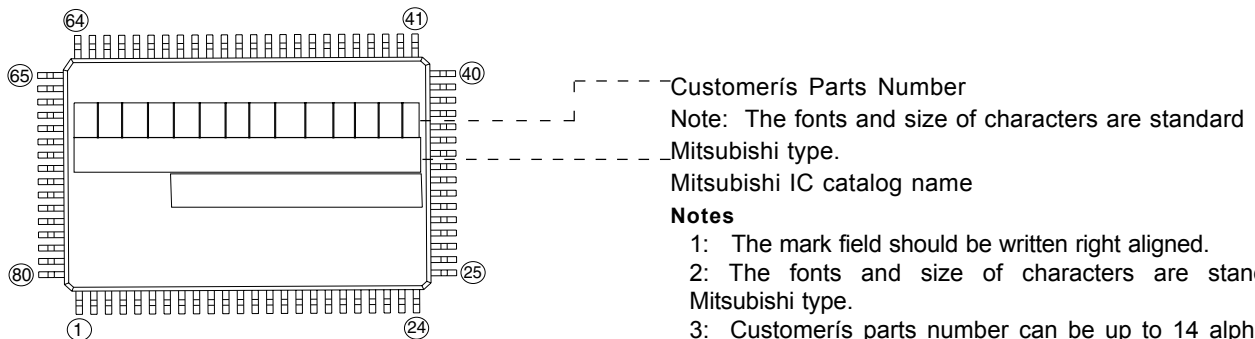 64
41
65
40
80
25
1
24
Customerís Parts Number
Note: The fonts and size of characters are standard
Mitsubishi type.
Mitsubishi IC catalog name
Notes
1: The mark field should be written right aligned.
2: The fonts and size of characters are
Mitsubishi type.
3: Customerís parts number can be up to 14